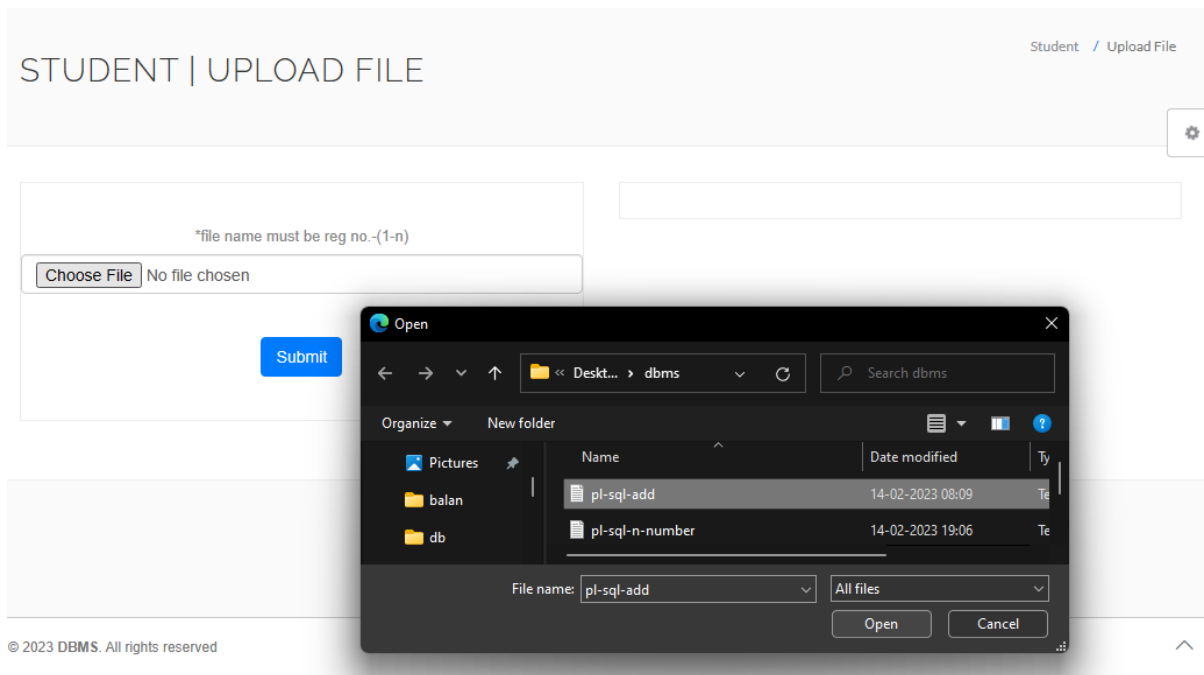 Student / Upload File
STUDENT | UPLOAD FILE
*file name must be reg no.-(1-n)
Choose File No file chosen
Submit
Open
« Deskt... › dbms
Search dbms
Organize New folder
Name Date modified Ty
Pictures
balan
db
pl-sql-add 14-02-2023 08:09 Te
pl-sql-n-number 14-02-2023 19:06 Te
File name: pl-sql-add All files
Open Cancel
© 2023 DBMS. All rights reserved